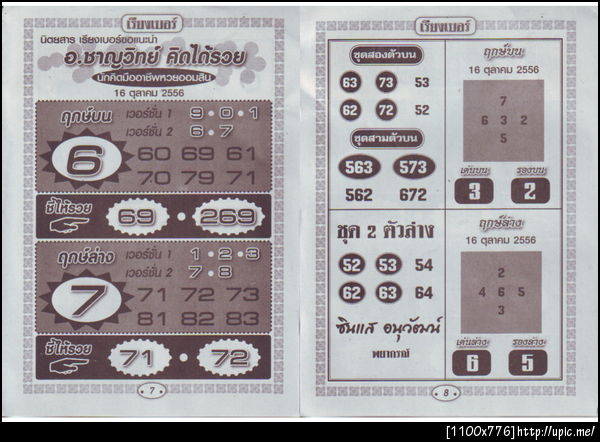 เรียงเบอร์
นิตยสาร เรียงเบอร์ขอแนะนำ
อ.ชาญวิทย์ คิดได้รวย
นักคิดมืออาชีพหวยออมสิน
16 ตุลาคม 2556
ฤกษ์บน เวอร์ชั่น 1 9 • 0 • 1
เวอร์ชั่น 2 6 • 7
6 60 69 61
70 79 71
ชี้ให้รวย 69 • 269
ฤกษ์ล่าง เวอร์ชั่น 1 1 • 2 • 3
เวอร์ชั่น 2 7 • 8
7 71 72 73
81 82 83
ชี้ให้รวย 71 • 72
7
เรียงเบอร์
ชุดสองตัวบน
63 73 53
62 72 52
ชุดสามตัวบน
563 573
562 672
ฤกษ์บน
16 ตุลาคม 2556
7
6 3 2
5
เด่นบน รองบน
3 2
ชุด 2 ตัวล่าง
52 53 54
62 63 64
ซินแส อนุวัฒน์
พยากรณ์
ฤกษ์ล่าง
16 ตุลาคม 2556
2
4 6 5
3
เด่นล่าง รองล่าง
6 5
8
[1100x776]http://upic.me/